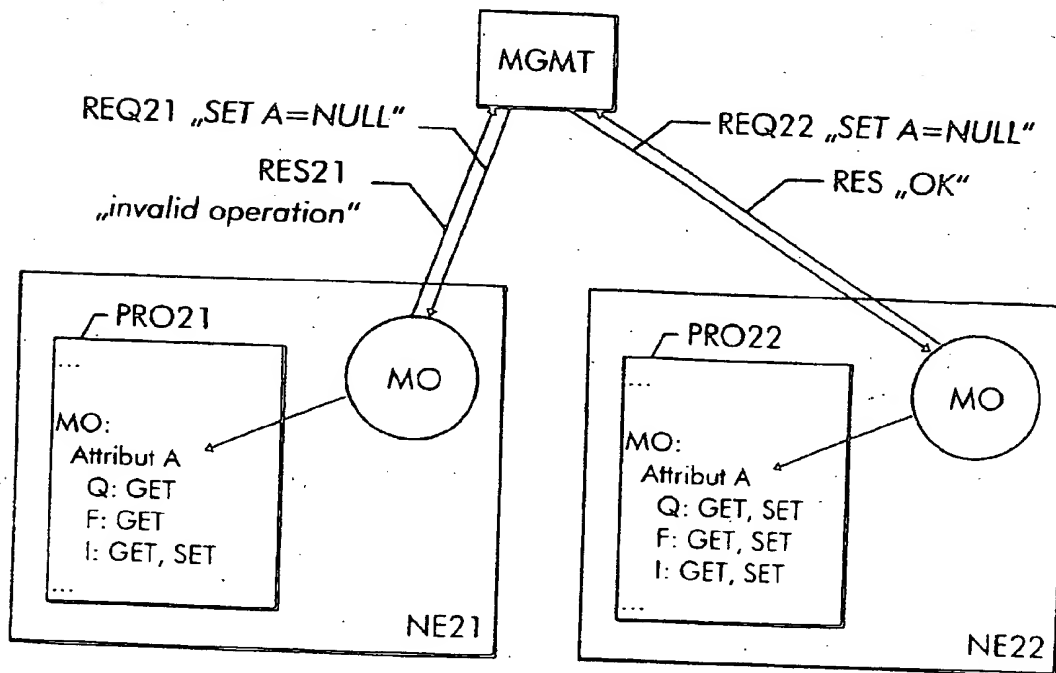 MGMT
REQ21 „SET A=NULL“
RES21
„invalid operation“
REQ22 „SET A=NULL“
RES „OK“
PRO21
...
MO:
Attribut A
Q: GET
F: GET
I: GET, SET
...
MO
NE21
PRO22
...
MO:
Attribut A
Q: GET, SET
F: GET, SET
I: GET, SET
...
MO
NE22